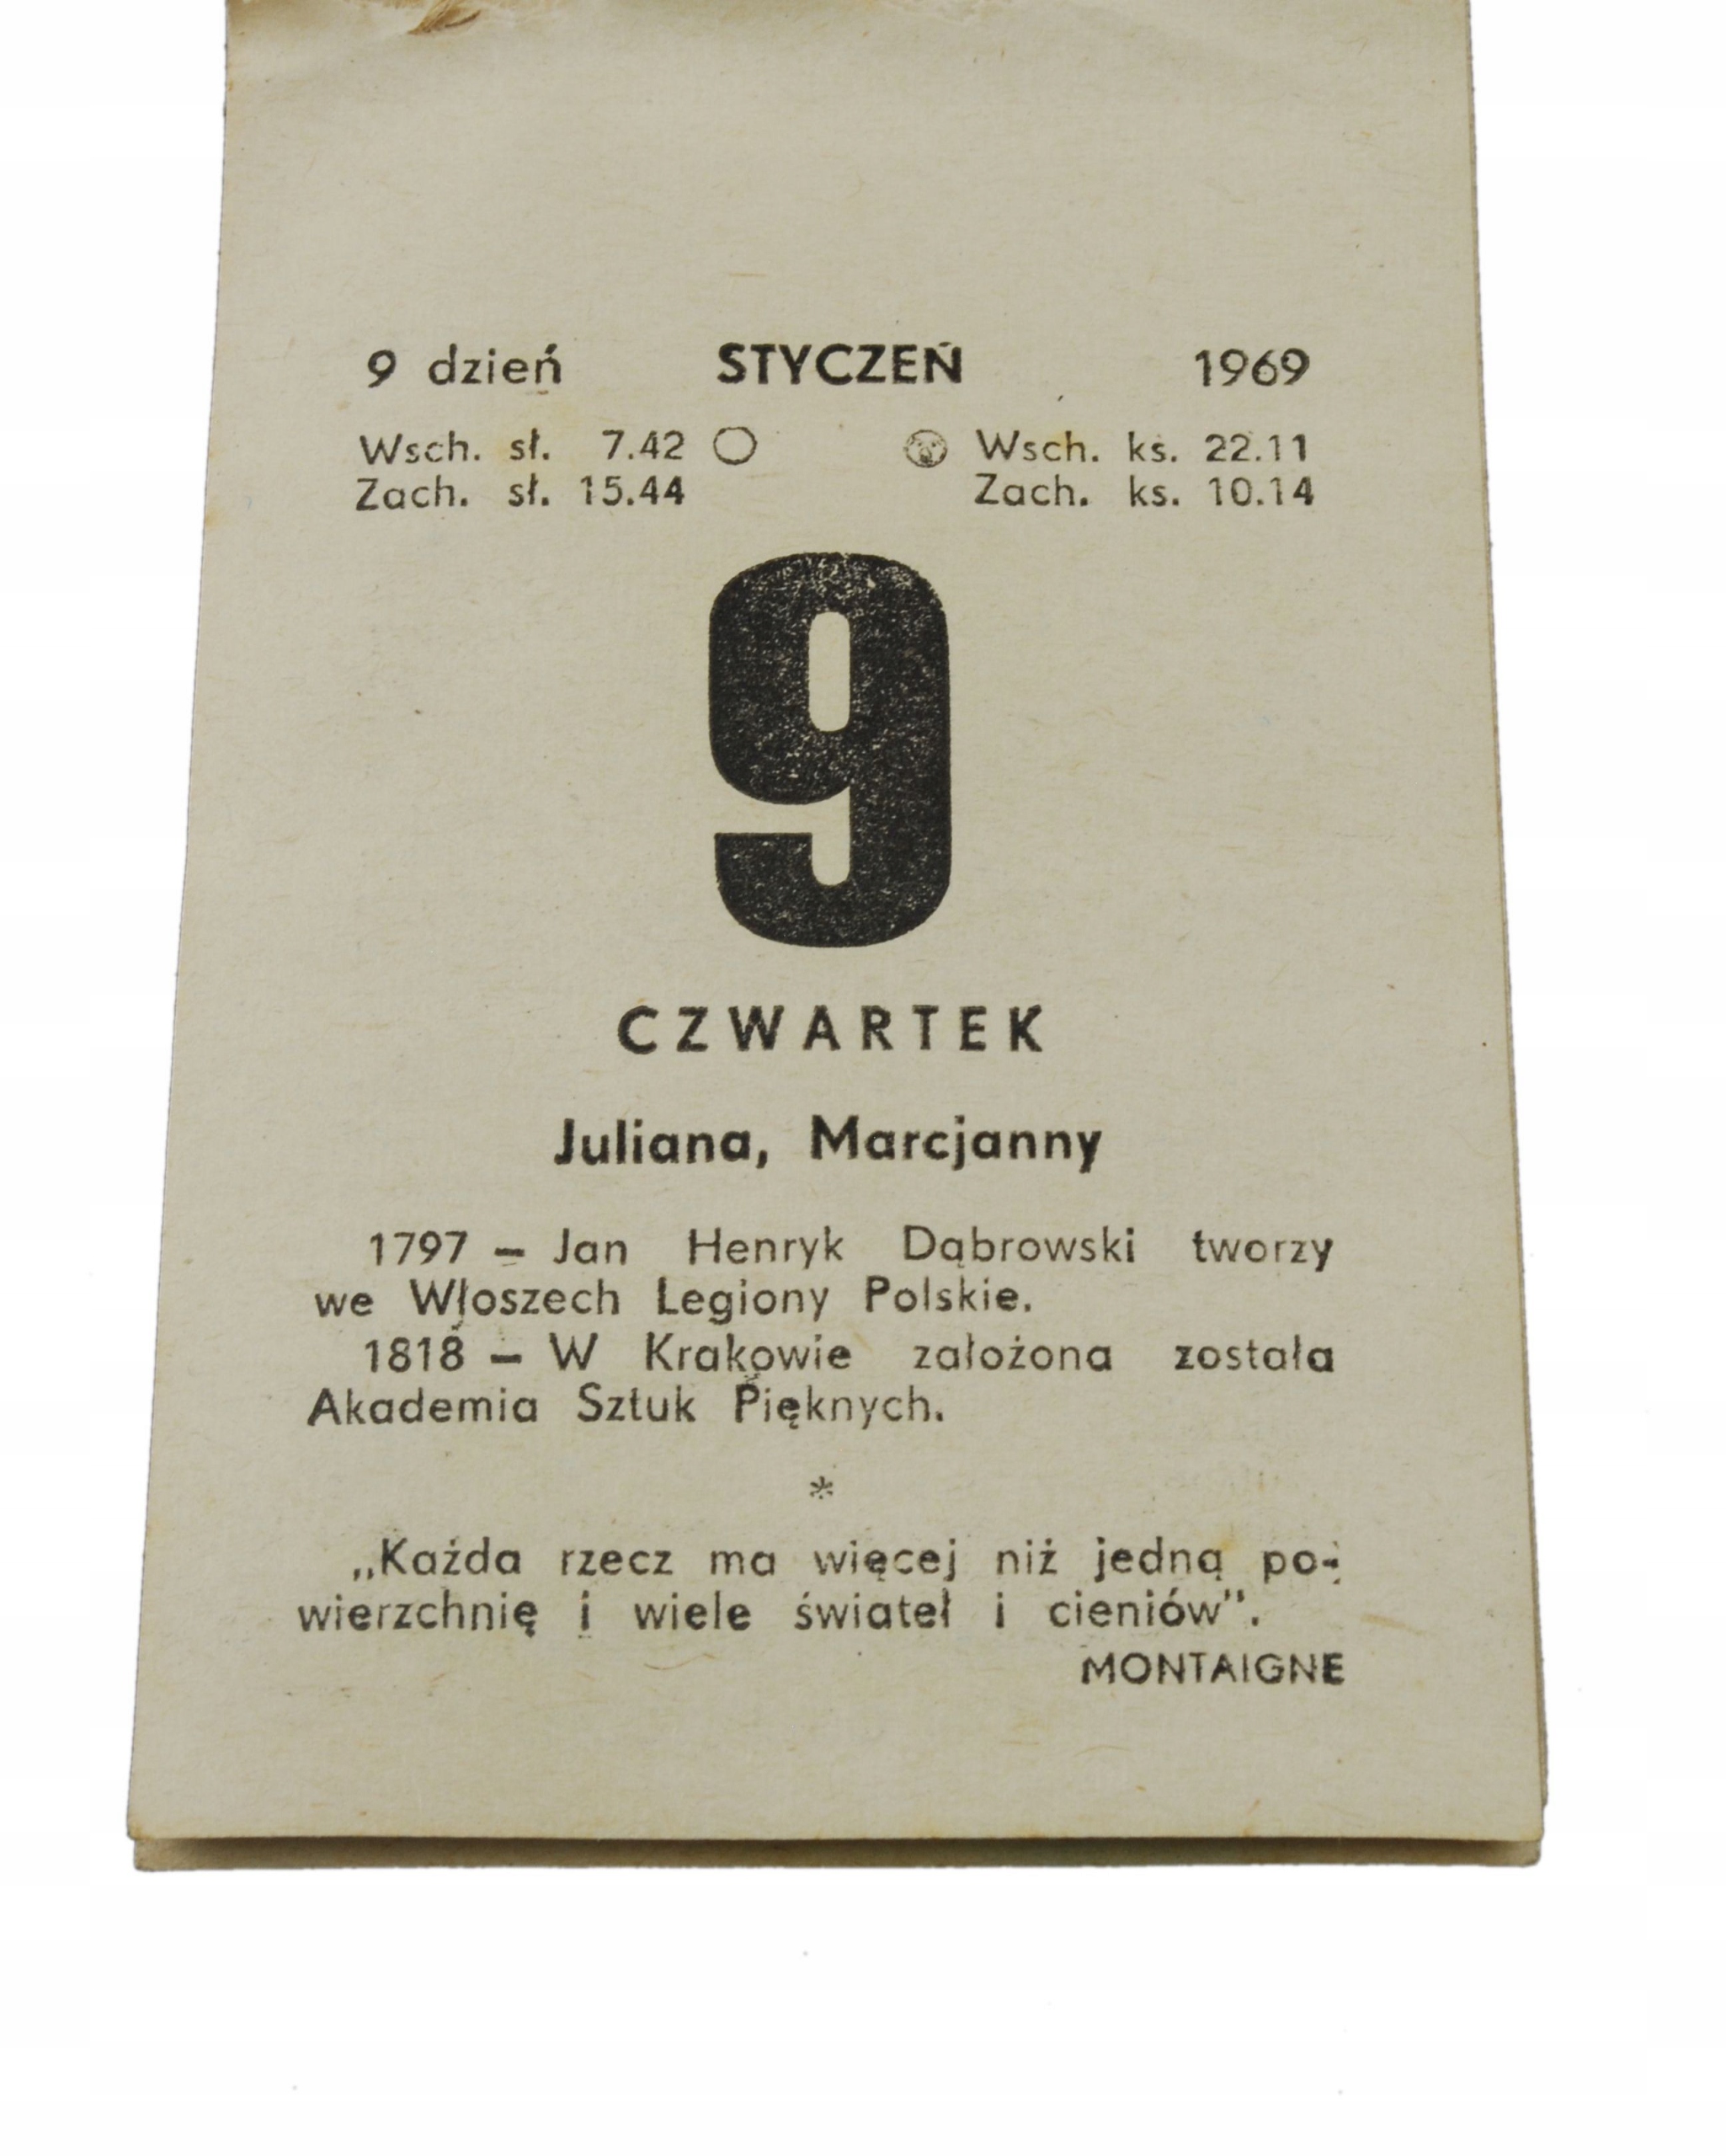 9 dzień STYCZEŃ 1969
Wsch. sł. 7.42 Wsch. ks. 22.11
Zach. sł. 15.44 Zach. ks. 10.14
9
CZWARTEK
Juliana, Marcjanny
1797 – Jan Henryk Dąbrowski tworzy
we Włoszech Legiony Polskie.
1818 – W Krakowie założona została
Akademia Sztuk Pięknych.
*
„Każda rzecz ma więcej niż jedną po-
wierzchnię i wiele świateł i cieniów”.
MONTAIGNE